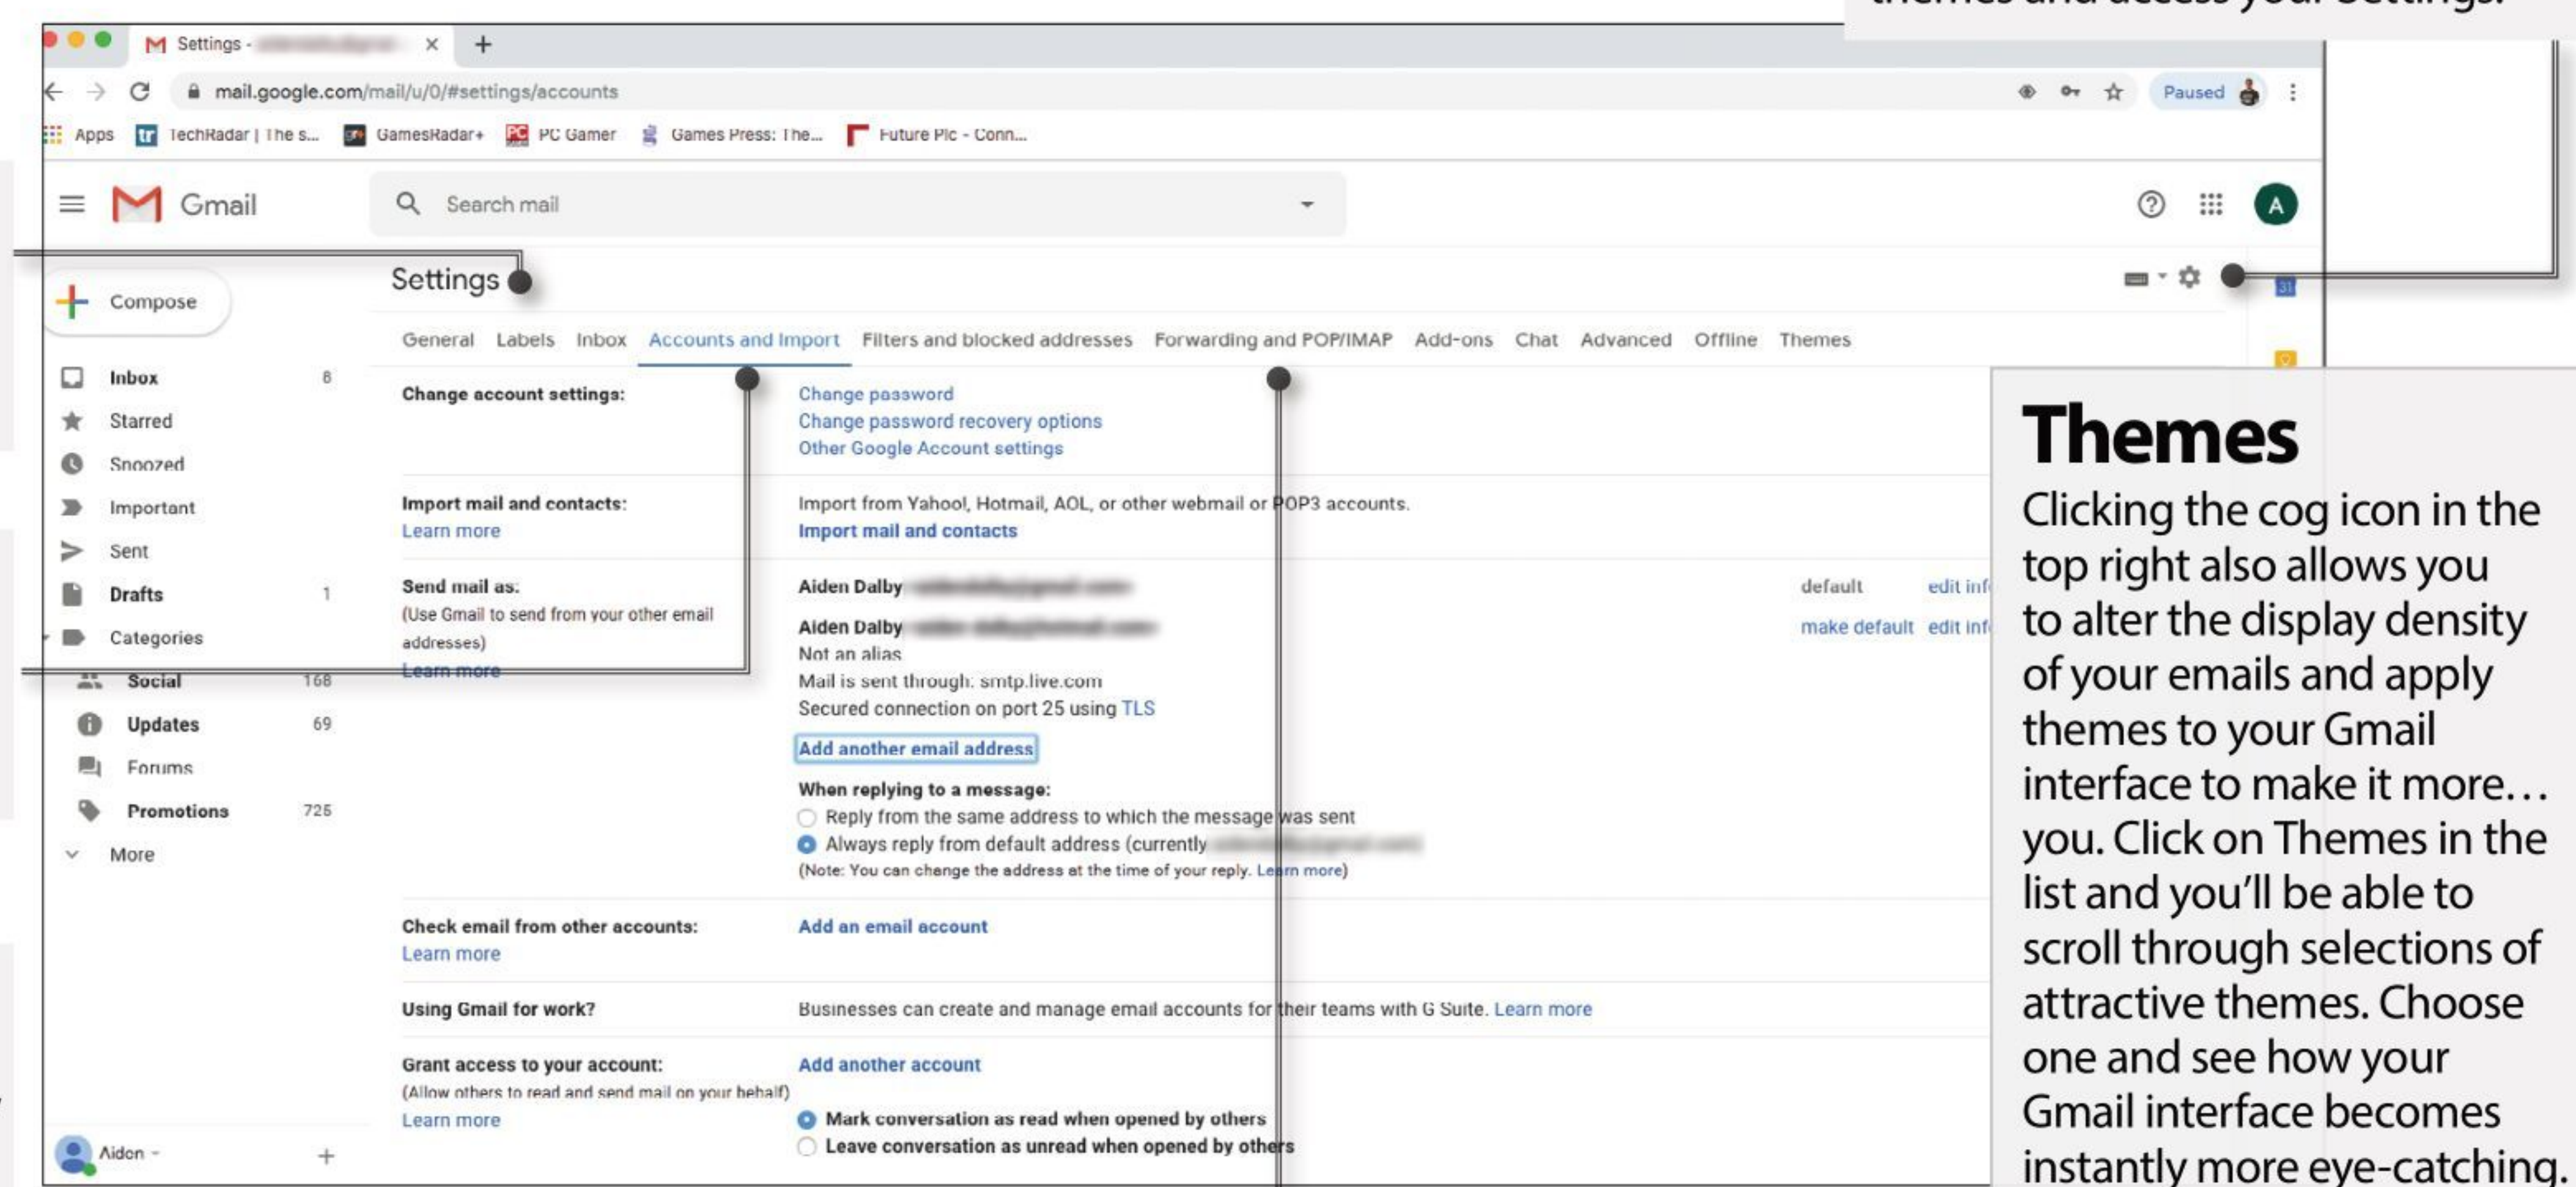 themes and access your Settings.
Settings -
mail.google.com/mail/u/0/#settings/accounts
Paused
Apps
tr TechRadar | The s...
GamesRadar+
PC PC Gamer
Games Press: The...
Future Plc - Conn...
Gmail
Search mail
A
Settings
31
Compose
General Labels Inbox Accounts and Import Filters and blocked addresses Forwarding and POP/IMAP Add-ons Chat Advanced Offline Themes
Inbox 8
Starred
Snoozed
Important
Sent
Drafts 1
Categories
Social 168
Updates 69
Forums
Promotions 725
More
Aiden
Change account settings:
Change password
Change password recovery options
Other Google Account settings
Import mail and contacts:
Learn more
Import from Yahoo!, Hotmail, AOL, or other webmail or POP3 accounts.
Import mail and contacts
Send mail as:
(Use Gmail to send from your other email
addresses)
Learn more
Aiden Dalby
default edit inf
Aiden Dalby
make default edit inf
Not an alias
Mail is sent through: smtp.live.com
Secured connection on port 25 using TLS
Add another email address
When replying to a message:
Reply from the same address to which the message was sent
Always reply from default address (currently
(Note: You can change the address at the time of your reply. Learn more)
Check email from other accounts:
Learn more
Add an email account
Using Gmail for work?
Businesses can create and manage email accounts for their teams with G Suite. Learn more
Grant access to your account:
(Allow others to read and send mail on your behalf)
Learn more
Add another account
Mark conversation as read when opened by others
Leave conversation as unread when opened by others
Themes
Clicking the cog icon in the
top right also allows you
to alter the display density
of your emails and apply
themes to your Gmail
interface to make it more…
you. Click on Themes in the
list and you’ll be able to
scroll through selections of
attractive themes. Choose
one and see how your
Gmail interface becomes
instantly more eye-catching.